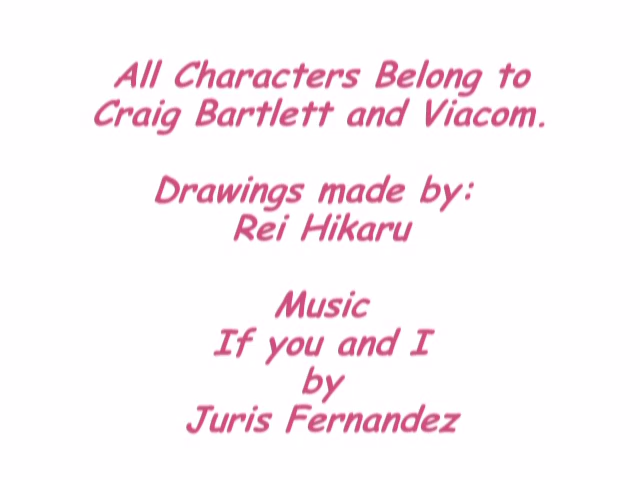 All Characters Belong to
Craig Bartlett and Viacom.
Drawings made by:
Rei Hikaru
Music
If you and I
by
Juris Fernandez